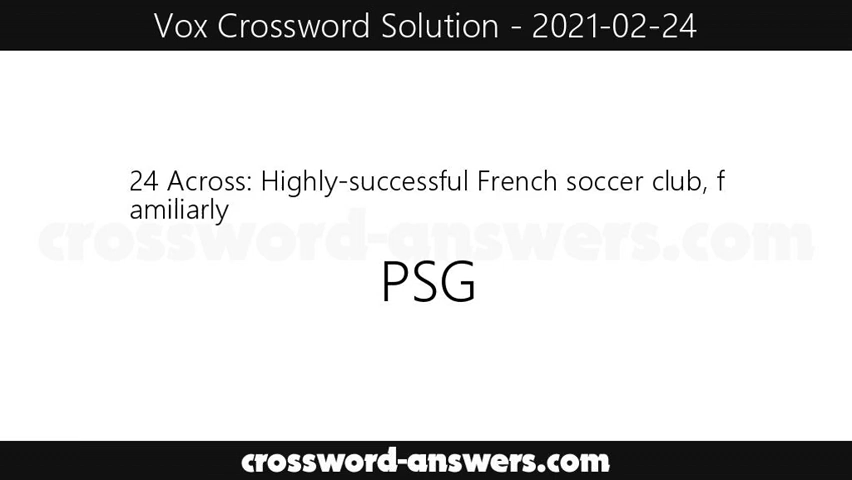 Vox Crossword Solution - 2021-02-24
24 Across: Highly-successful French soccer club, f
amiliarly
crossword-answers.com
PSG
crossword-answers.com